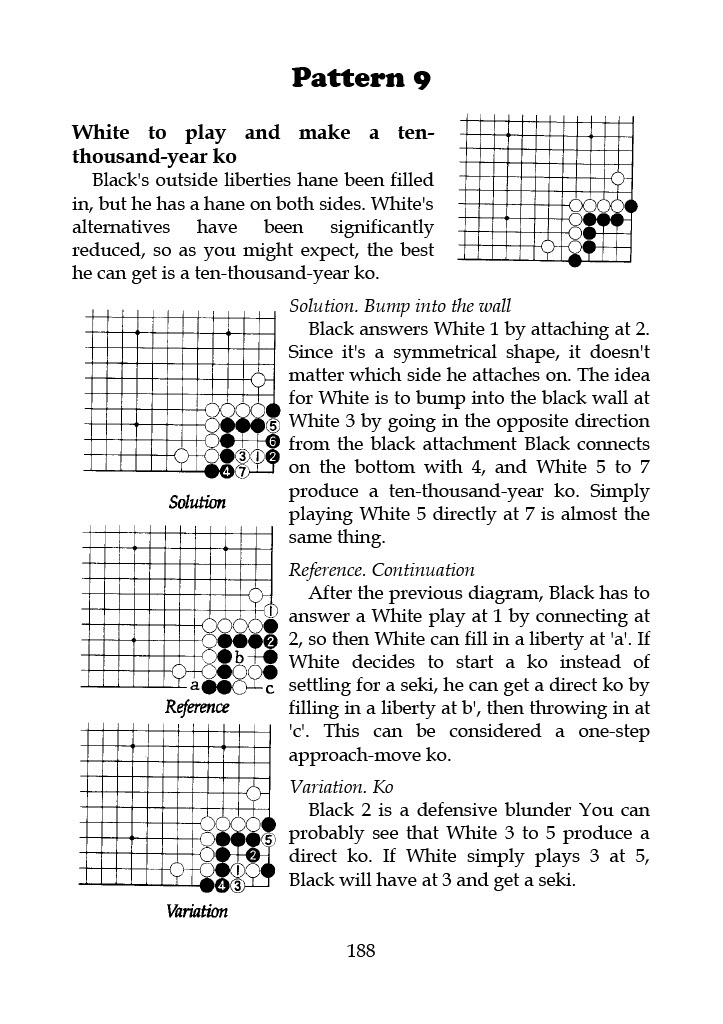 Pattern 9
White to play and make a ten-
thousand-year ko
Black's outside liberties hane been filled
in, but he has a hane on both sides. White's
alternatives have been significantly
reduced, so as you might expect, the best
he can get is a ten-thousand-year ko.
5
6
3 1 2
4 7
Solution
Solution. Bump into the wall
Black answers White 1 by attaching at 2.
Since it's a symmetrical shape, it doesn't
matter which side he attaches on. The idea
for White is to bump into the black wall at
White 3 by going in the opposite direction
from the black attachment Black connects
on the bottom with 4, and White 5 to 7
produce a ten-thousand-year ko. Simply
playing White 5 directly at 7 is almost the
same thing.
1
2
b
a c
Reference
Reference. Continuation
After the previous diagram, Black has to
answer a White play at 1 by connecting at
2, so then White can fill in a liberty at 'a'. If
White decides to start a ko instead of
settling for a seki, he can get a direct ko by
filling in a liberty at b', then throwing in at
'c'. This can be considered a one-step
approach-move ko.
5
2
1
4 3
Variation
Variation. Ko
Black 2 is a defensive blunder You can
probably see that White 3 to 5 produce a
direct ko. If White simply plays 3 at 5,
Black will have at 3 and get a seki.
188